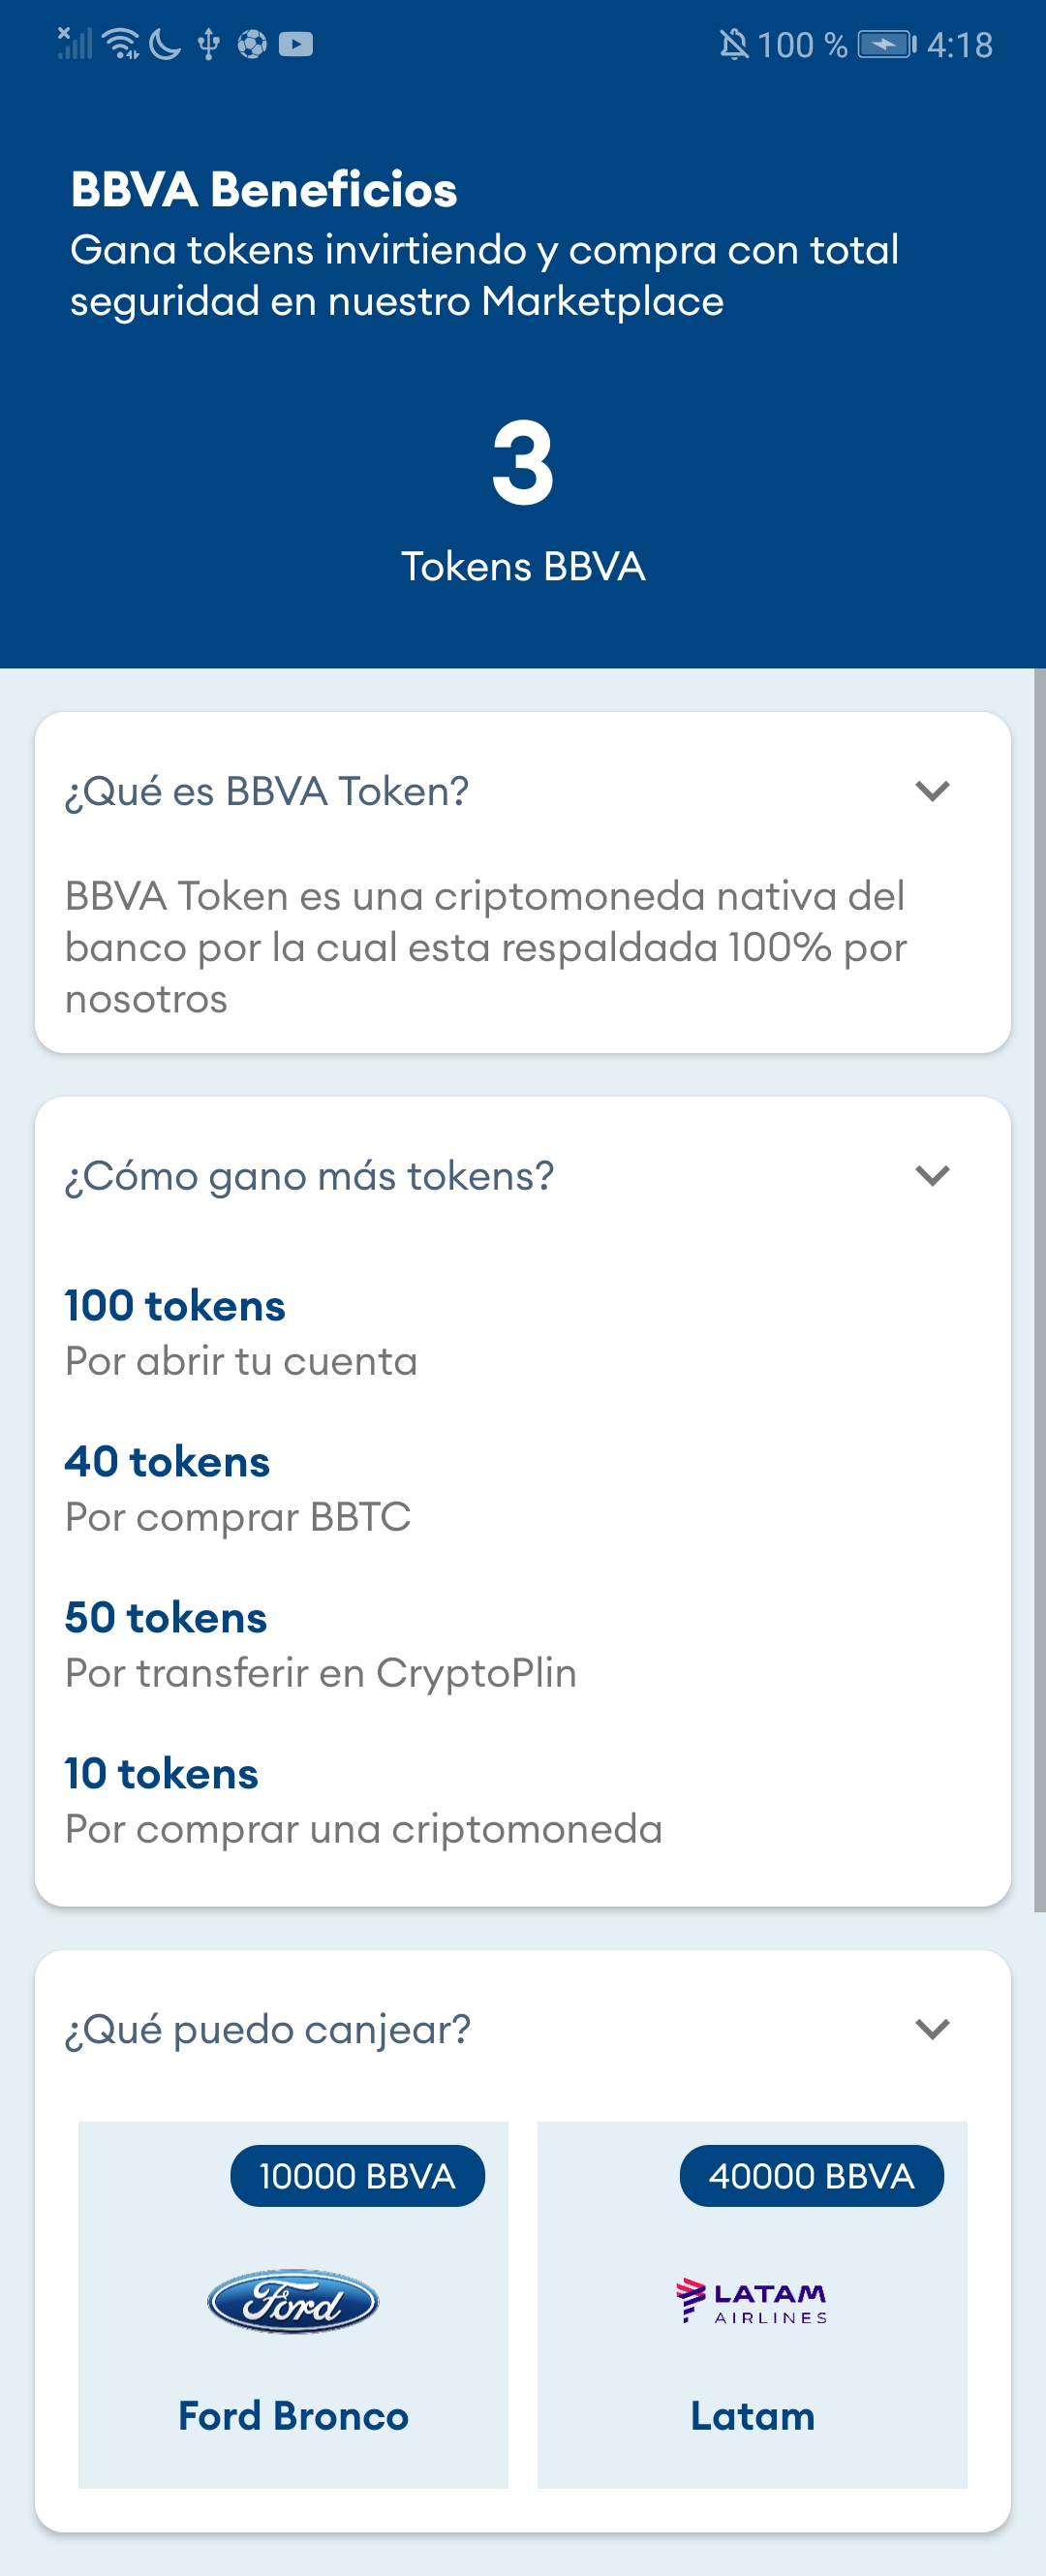 100 % 4:18
BBVA Beneficios
Gana tokens invirtiendo y compra con total
seguridad en nuestro Marketplace
3
Tokens BBVA
¿Qué es BBVA Token?
BBVA Token es una criptomoneda nativa del
banco por la cual esta respaldada 100% por
nosotros
¿Cómo gano más tokens?
100 tokens
Por abrir tu cuenta
40 tokens
Por comprar BBTC
50 tokens
Por transferir en CryptoPlin
10 tokens
Por comprar una criptomoneda
¿Qué puedo canjear?
10000 BBVA
Ford
Ford Bronco
40000 BBVA
LATAM
AIRLINES
Latam